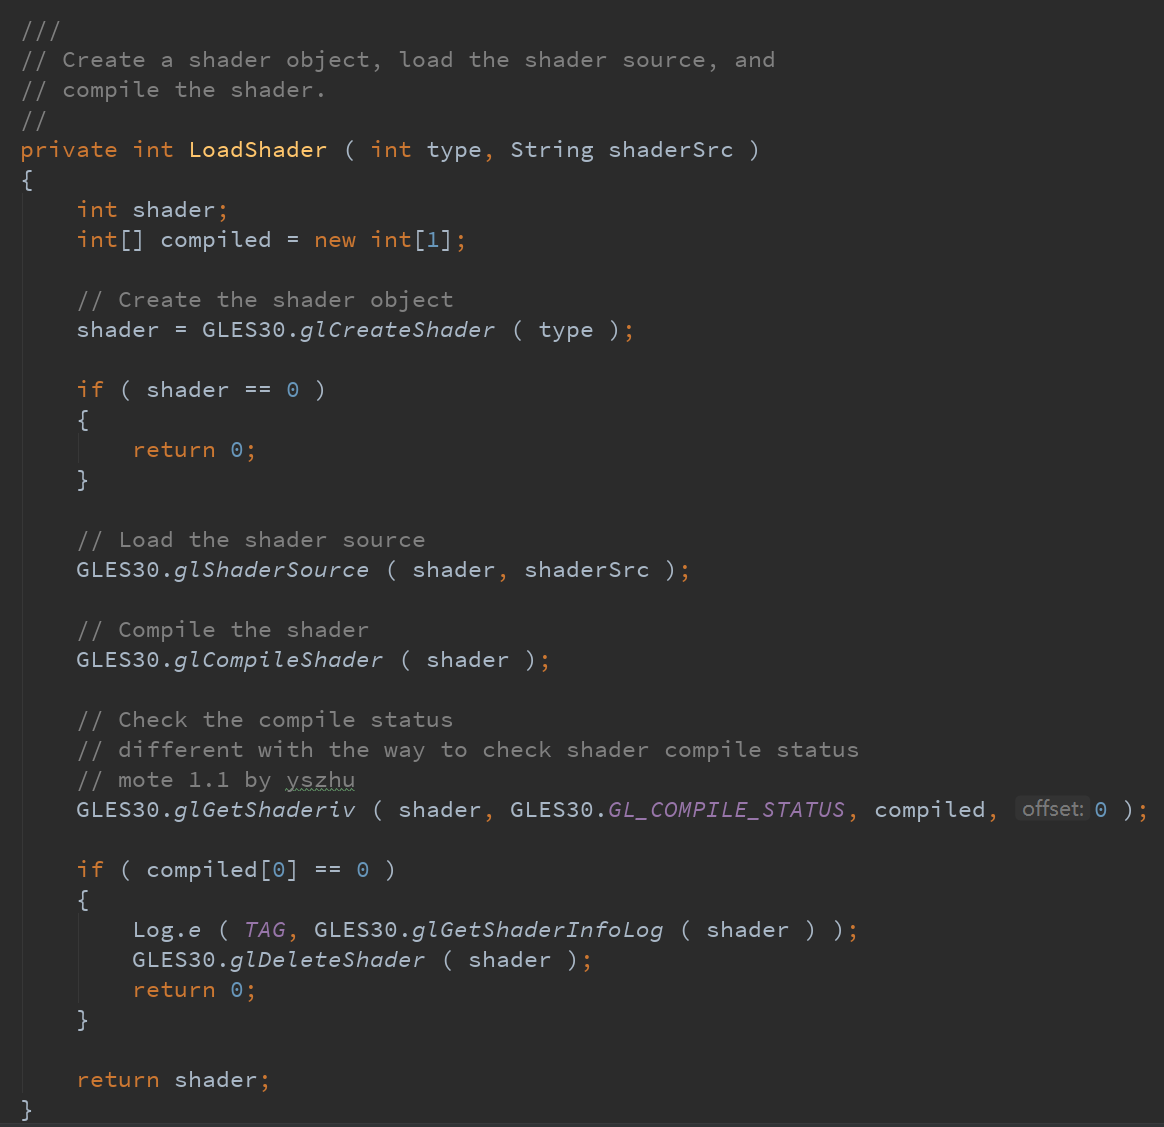 ///
// Create a shader object, load the shader source, and
// compile the shader.
//
private int LoadShader ( int type, String shaderSrc )
{
int shader;
int[] compiled = new int[1];
// Create the shader object
shader = GLES30.glCreateShader ( type );
if ( shader == 0 )
{
return 0;
}
// Load the shader source
GLES30.glShaderSource ( shader, shaderSrc );
// Compile the shader
GLES30.glCompileShader ( shader );
// Check the compile status
// different with the way to check shader compile status
// mote 1.1 by yszhu
GLES30.glGetShaderiv ( shader, GLES30.GL_COMPILE_STATUS, compiled, offset: 0 );
if ( compiled[0] == 0 )
{
Log.e ( TAG, GLES30.glGetShaderInfoLog ( shader ) );
GLES30.glDeleteShader ( shader );
return 0;
}
return shader;
}